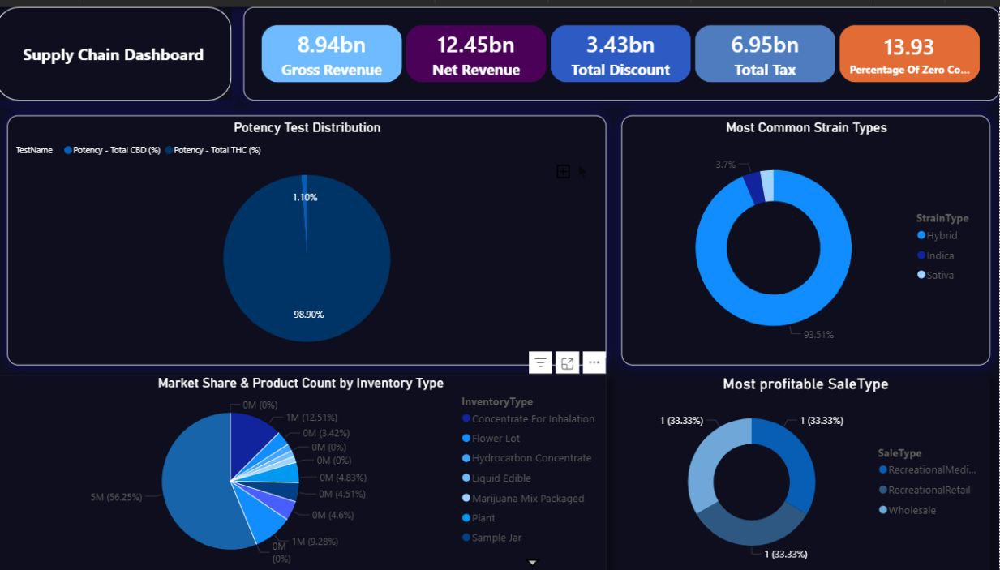 Supply Chain Dashboard
8.94bn
Gross Revenue
12.45bn
Net Revenue
3.43bn
Total Discount
6.95bn
Total Tax
13.93
Percentage Of Zero Co...
Potency Test Distribution
TestName Potency - Total CBD (%) Potency - Total THC (%)
1.10%
98.90%
Most Common Strain Types
3.7%
93.51%
StrainType
Hybrid
Indica
Sativa
Market Share & Product Count by Inventory Type
0M (0%)
1M (12.51%)
0M (3.42%)
0M (0%)
0M (0%)
0M (4.83%)
0M (4.51%)
0M (4.6%)
1M (9.28%)
0M
(0%)
5M (56.25%)
InventoryType
Concentrate For Inhalation
Flower Lot
Hydrocarbon Concentrate
Liquid Edible
Marijuana Mix Packaged
Plant
Sample Jar
Most profitable SaleType
1 (33.33%)
1 (33.33%)
1 (33.33%)
SaleType
RecreationalMedi...
RecreationalRetail
Wholesale